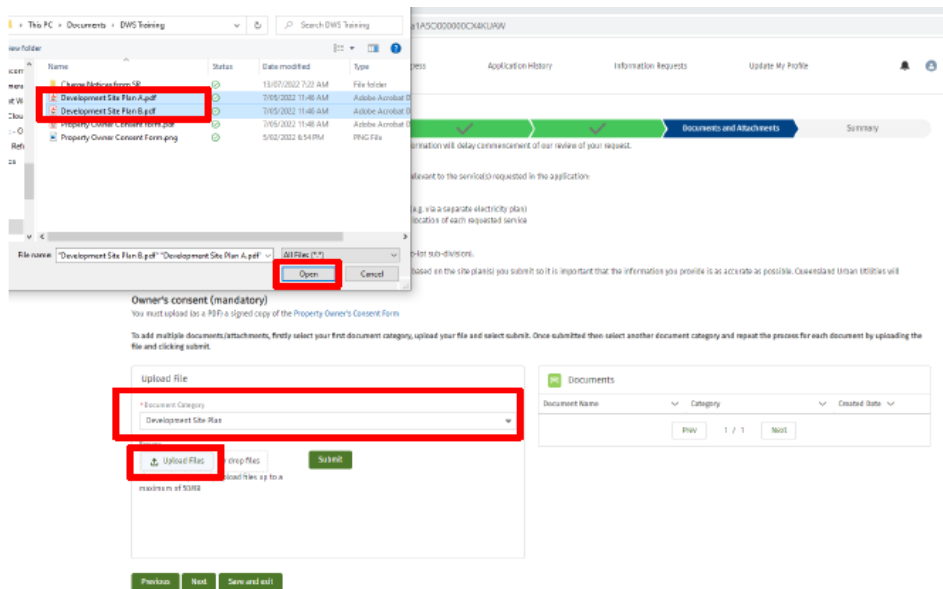 This PC > Documents > DWS Training
Search DWS Training
1A5O000000CX4KUAW
view folder
Name Status Date modified Type
Charge Notices from SP 13/07/2022 7:22 AM File folder
Development Site Plan A.pdf 7/05/2022 11:46 AM Adobe Acrobat D
Development Site Plan B.pdf 7/05/2022 11:46 AM Adobe Acrobat D
Property Owner Consent Form.pdf 7/05/2022 11:46 AM Adobe Acrobat D
Property Owner Consent Form.png 5/02/2022 6:54 PM PNG File
File name: "Development Site Plan B.pdf" "Development Site Plan A.pdf" All Files (*.*)
Open Cancel
Application History Information Requests Update My Profile
Documents and Attachments Summary
ormation will delay commencement of our review of your request.
elevant to the service(s) requested in the application:
(e.g. via a separate electricity plan)
location of each requested service
o-lot sub-division).
based on the site plan(s) you submit so it is important that the information you provide is as accurate as possible. Queensland Urban Utilities will
Owner's consent (mandatory)
You must upload (as a PDF) a signed copy of the Property Owner's Consent Form
To add multiple documents/attachments, firstly select your first document category, upload your file and select submit. Once submitted then select another document category and repeat the process for each document by uploading the
file and clicking submit.
Upload File
* Document Category
Development Site Plan
Upload Files drop files Submit
pload files up to a
maximum of 50MB
Documents
Document Name Category Created Date
Prev 1 / 1 Next
Previous Next Save and exit